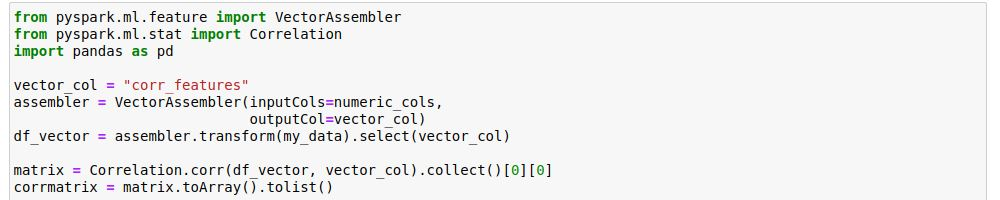 from pyspark.ml.feature import VectorAssembler
from pyspark.ml.stat import Correlation
import pandas as pd

vector_col = "corr_features"
assembler = VectorAssembler(inputCols=numeric_cols,
                            outputCol=vector_col)
df_vector = assembler.transform(my_data).select(vector_col)

matrix = Correlation.corr(df_vector, vector_col).collect()[0][0]
corrmatrix = matrix.toArray().tolist()